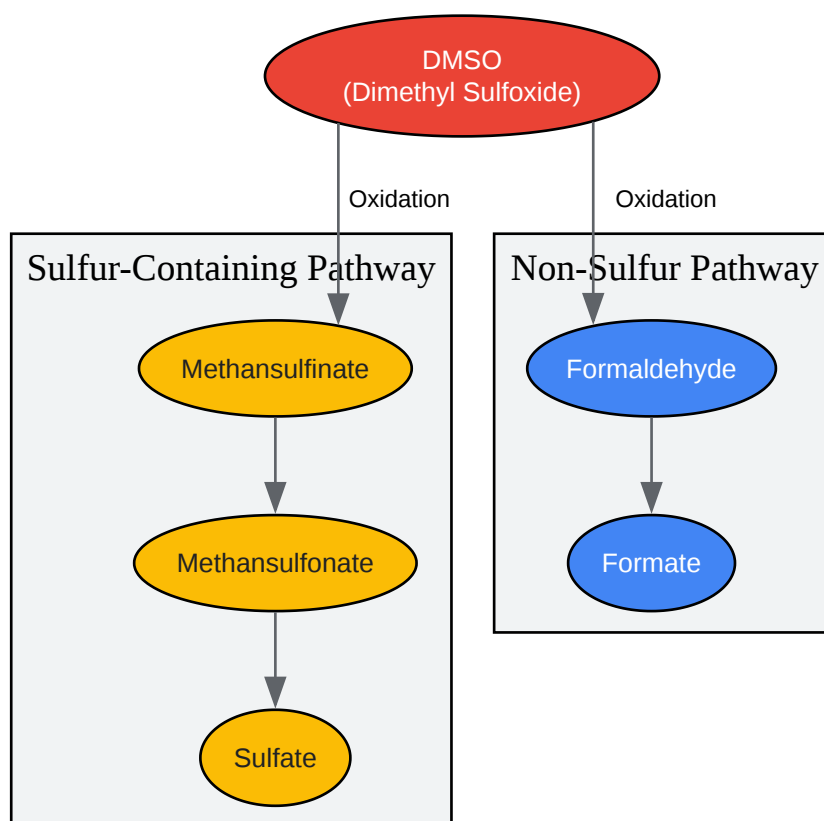 DMSO
(Dimethyl Sulfoxide)
Oxidation
Oxidation
Sulfur-Containing Pathway
Non-Sulfur Pathway
Methansulfinate
Formaldehyde
Methansulfonate
Formate
Sulfate